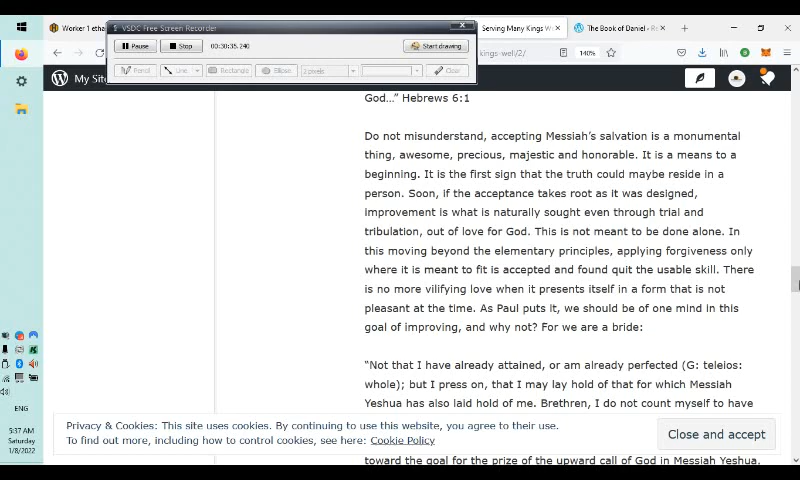 Worker 1 etha
VSDC Free Screen Recorder
Serving Many Kings Wel
The Book of Daniel - R
Pause
Stop
00:30:35.240
Start drawing
kings-well/2/
140%
Pencil
Line
Rectangle
Ellipse
2 pixels
Clear
My Sit
God…” Hebrews 6:1
Do not misunderstand, accepting Messiah’s salvation is a monumental
thing, awesome, precious, majestic and honorable. It is a means to a
beginning. It is the first sign that the truth could maybe reside in a
person. Soon, if the acceptance takes root as it was designed,
improvement is what is naturally sought even through trial and
tribulation, out of love for God. This is not meant to be done alone. In
this moving beyond the elementary principles, applying forgiveness only
where it is meant to fit is accepted and found quit the usable skill. There
is no more vilifying love when it presents itself in a form that is not
pleasant at the time. As Paul puts it, we should be of one mind in this
goal of improving, and why not? For we are a bride:
“Not that I have already attained, or am already perfected (G: teleios:
whole); but I press on, that I may lay hold of that for which Messiah
Yeshua has also laid hold of me. Brethren, I do not count myself to have
Privacy & Cookies: This site uses cookies. By continuing to use this website, you agree to their use.
To find out more, including how to control cookies, see here: Cookie Policy
Close and accept
toward the goal for the prize of the upward call of God in Messiah Yeshua.
ENG
5:37 AM
Saturday
1/8/2022